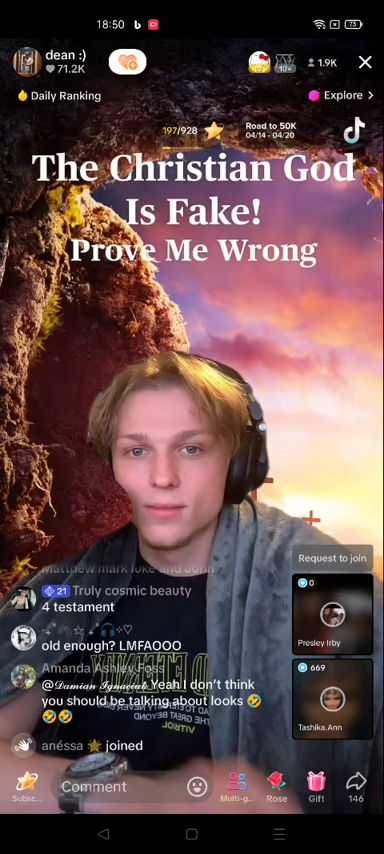 18:50
73
dean :)
71.2K
10+
1.9K
Daily Ranking
Explore
197/928
Road to 50K
04/14 - 04/20
The Christian God
Is Fake!
Prove Me Wrong
Matthew mark luke and John
Request to join
21 Truly cosmic beauty
4 testament
0
Presley Irby
old enough? LMFAOOO
Amanda Ashley Foss
@𝓓𝓪𝓶𝓲𝓪𝓷 𝓘𝓰𝓷𝓪𝓬𝓲𝓪𝓴 Yeah I don't think
you should be talking about looks 🤣
🤣🤣
669
Tashika.Ann
anéssa 🌟 joined
Subsc...
Comment
Multi-g...
Rose
Gift
146